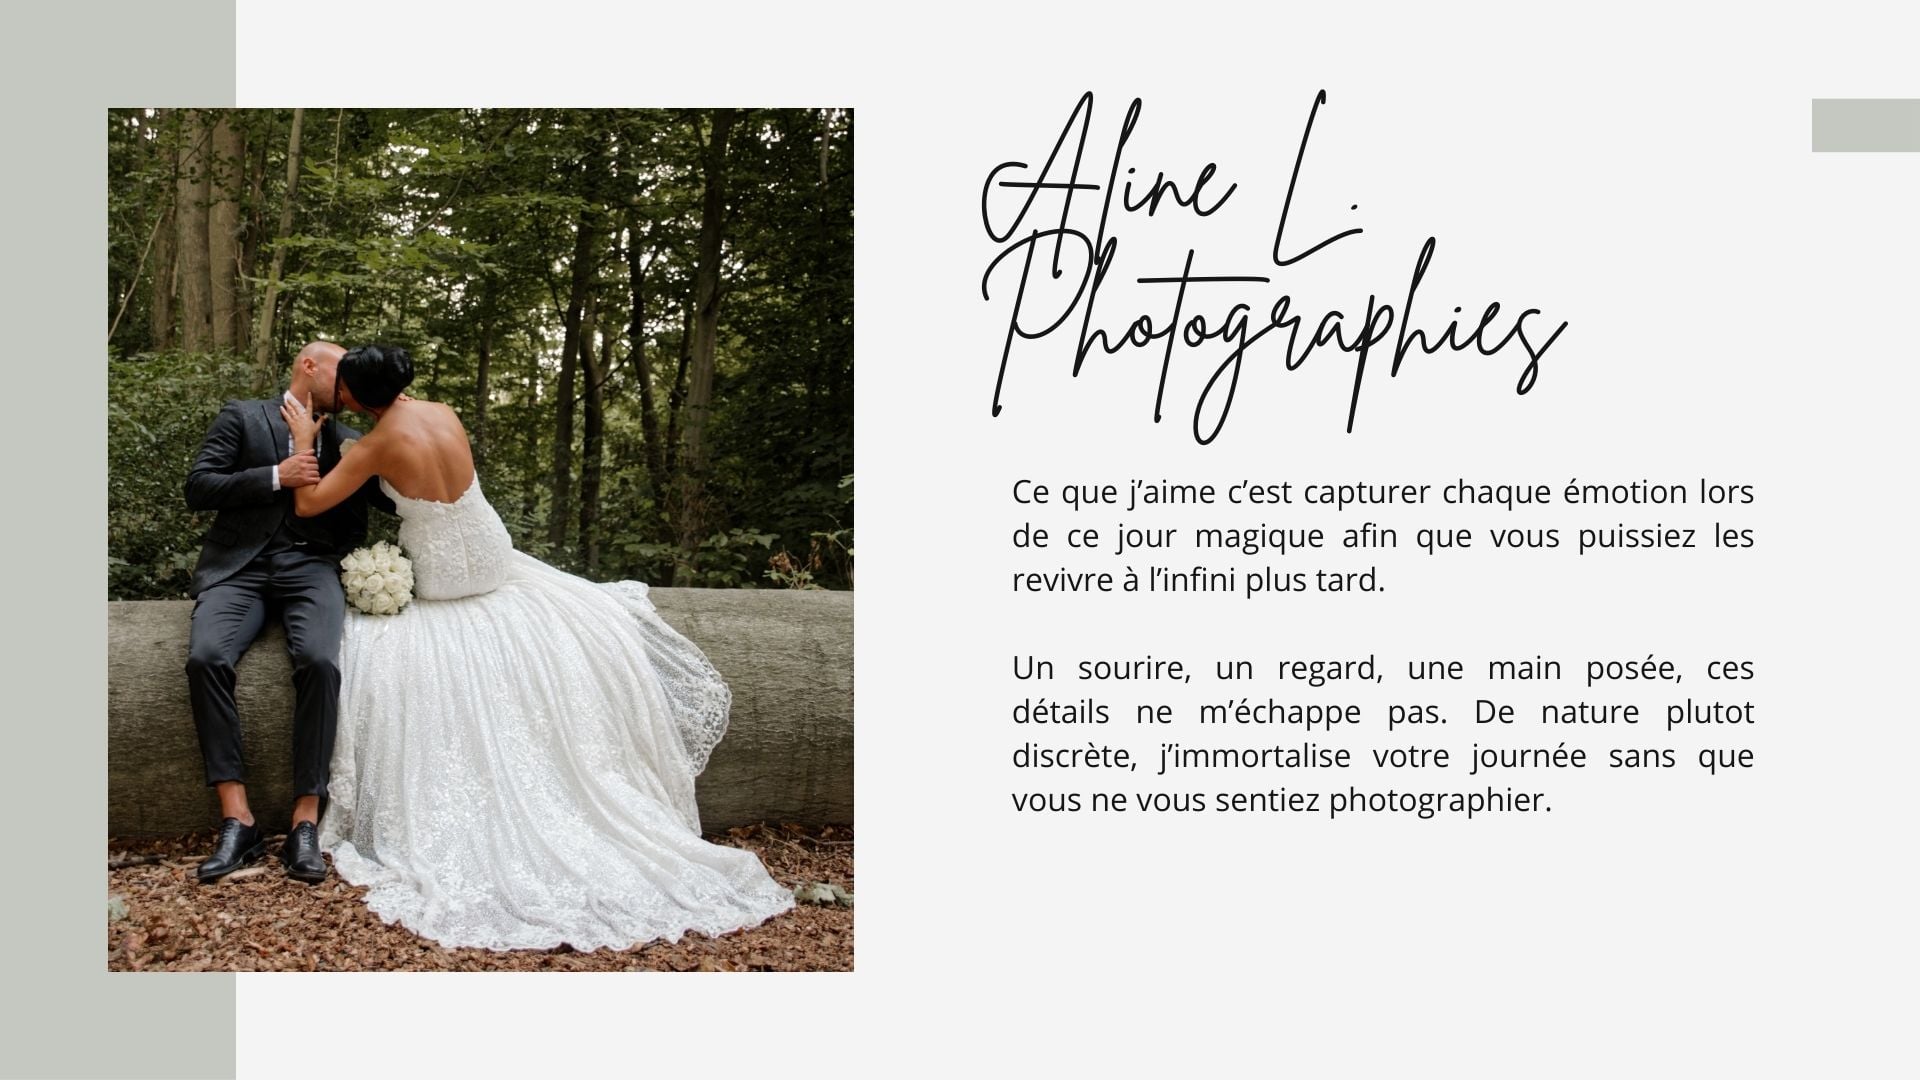 Aline L.
Photographies
Ce que j’aime c’est capturer chaque émotion lors
de ce jour magique afin que vous puissiez les
revivre à l’infini plus tard.
Un sourire, un regard, une main posée, ces
détails ne m’échappe pas. De nature plutot
discrète, j’immortalise votre journée sans que
vous ne vous sentiez photographier.